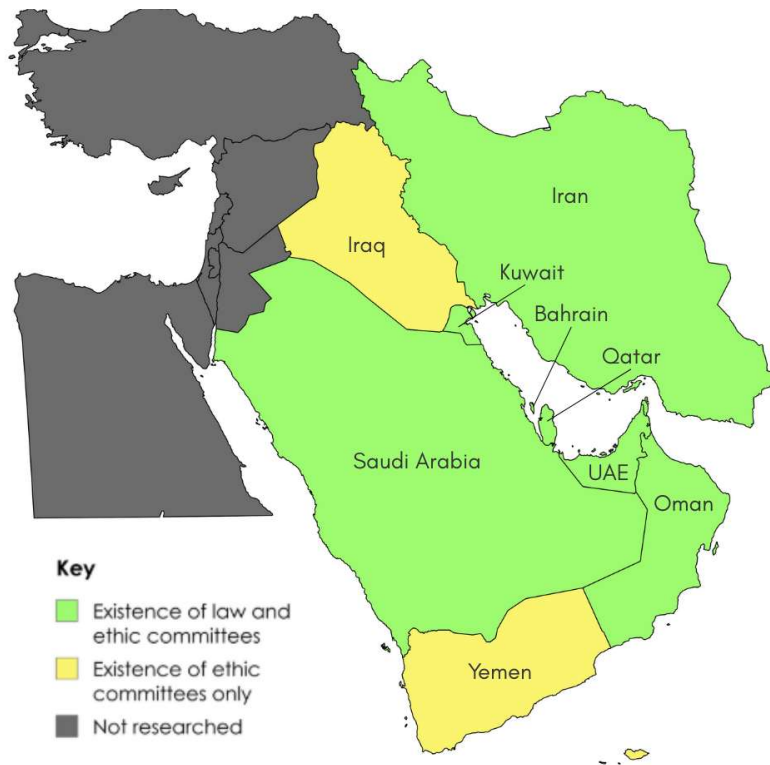 Iran
Iraq
Kuwait
Bahrain
Qatar
Saudi Arabia
UAE
Oman
Yemen
Key
Existence of law and
ethic committees
Existence of ethic
committees only
Not researched